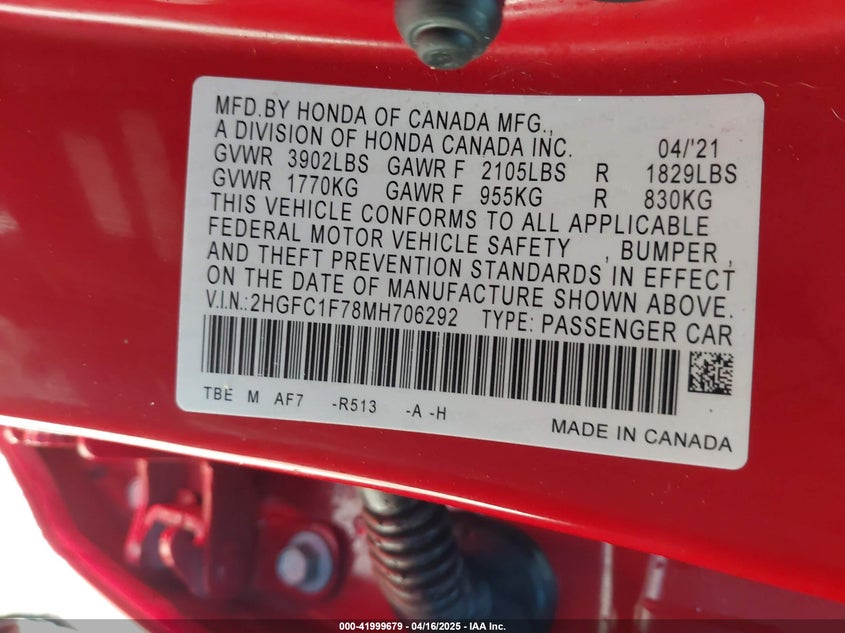 MFD.BY HONDA OF CANADA MFG.,
A DIVISION OF HONDA CANADA INC. 04/'21
GVWR 3902LBS GAWR F 2105LBS R 1829LBS
GVWR 1770KG GAWR F 955KG R 830KG
THIS VEHICLE CONFORMS TO ALL APPLICABLE
FEDERAL MOTOR VEHICLE SAFETY , BUMPER ,
AND THEFT PREVENTION STANDARDS IN EFFECT
ON THE DATE OF MANUFACTURE SHOWN ABOVE.
V.I.N.:2HGFC1F78MH706292 TYPE: PASSENGER CAR
TBE M AF7 -R513 -A -H
MADE IN CANADA
000-41999679 - 04/16/2025 - IAA Inc.